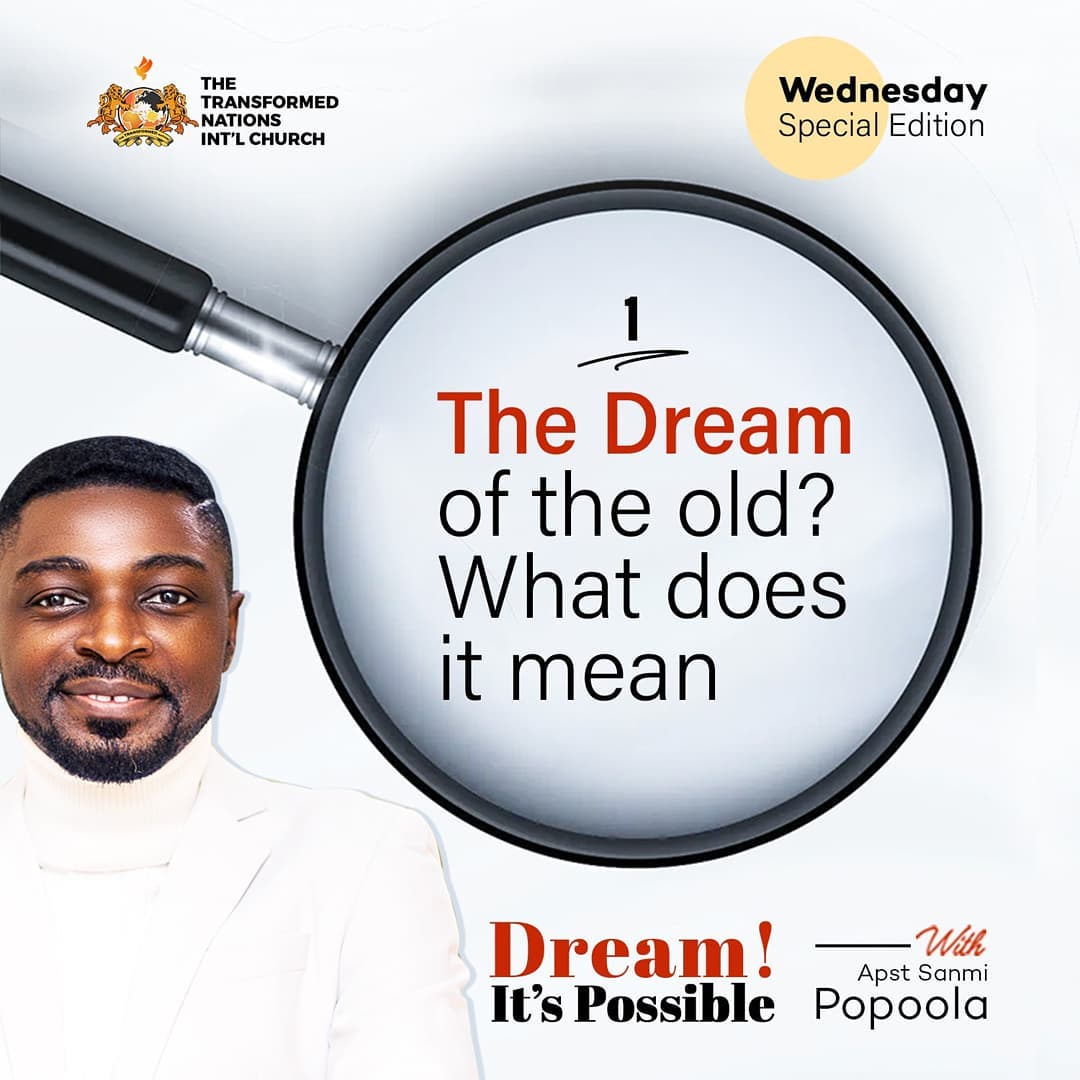 THE
TRANSFORMED
NATIONS
INT'L CHURCH
Wednesday
Special Edition
1
The Dream
of the old?
What does
it mean
Dream!
It's Possible
With
Apst Sanmi
Popoola